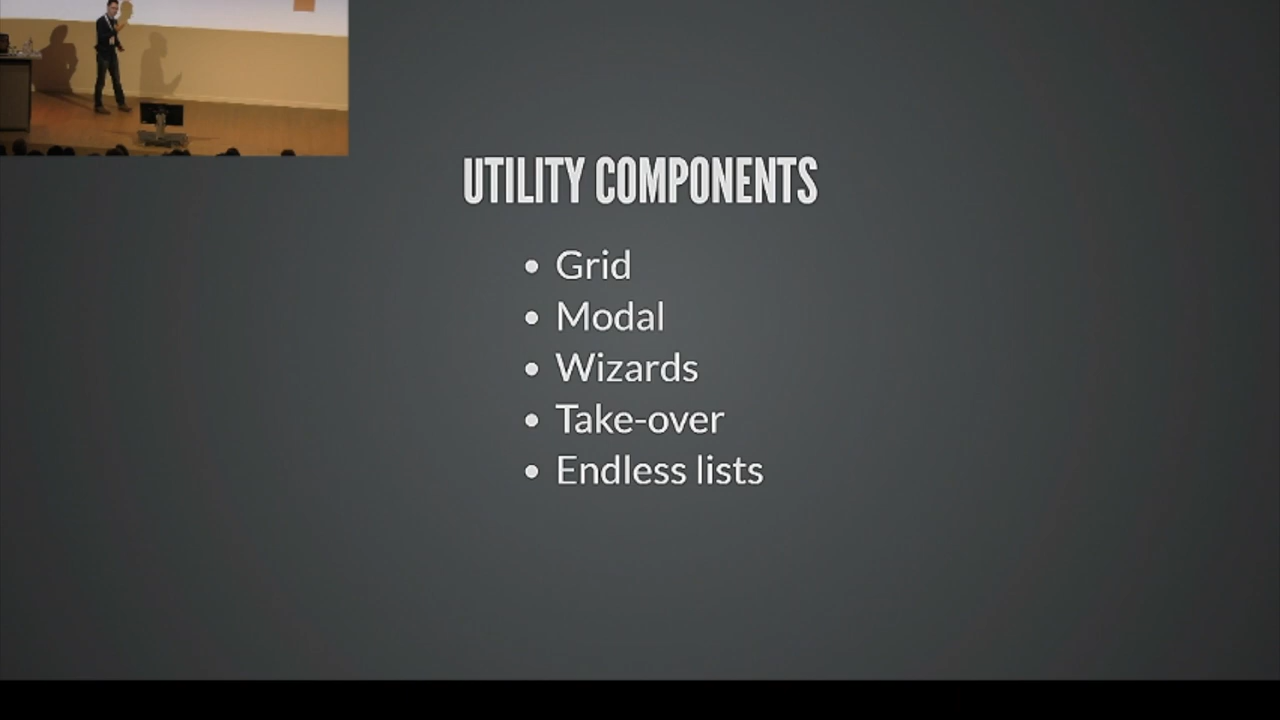 UTILITY COMPONENTS
• Grid
• Modal
• Wizards
• Take-over
• Endless lists